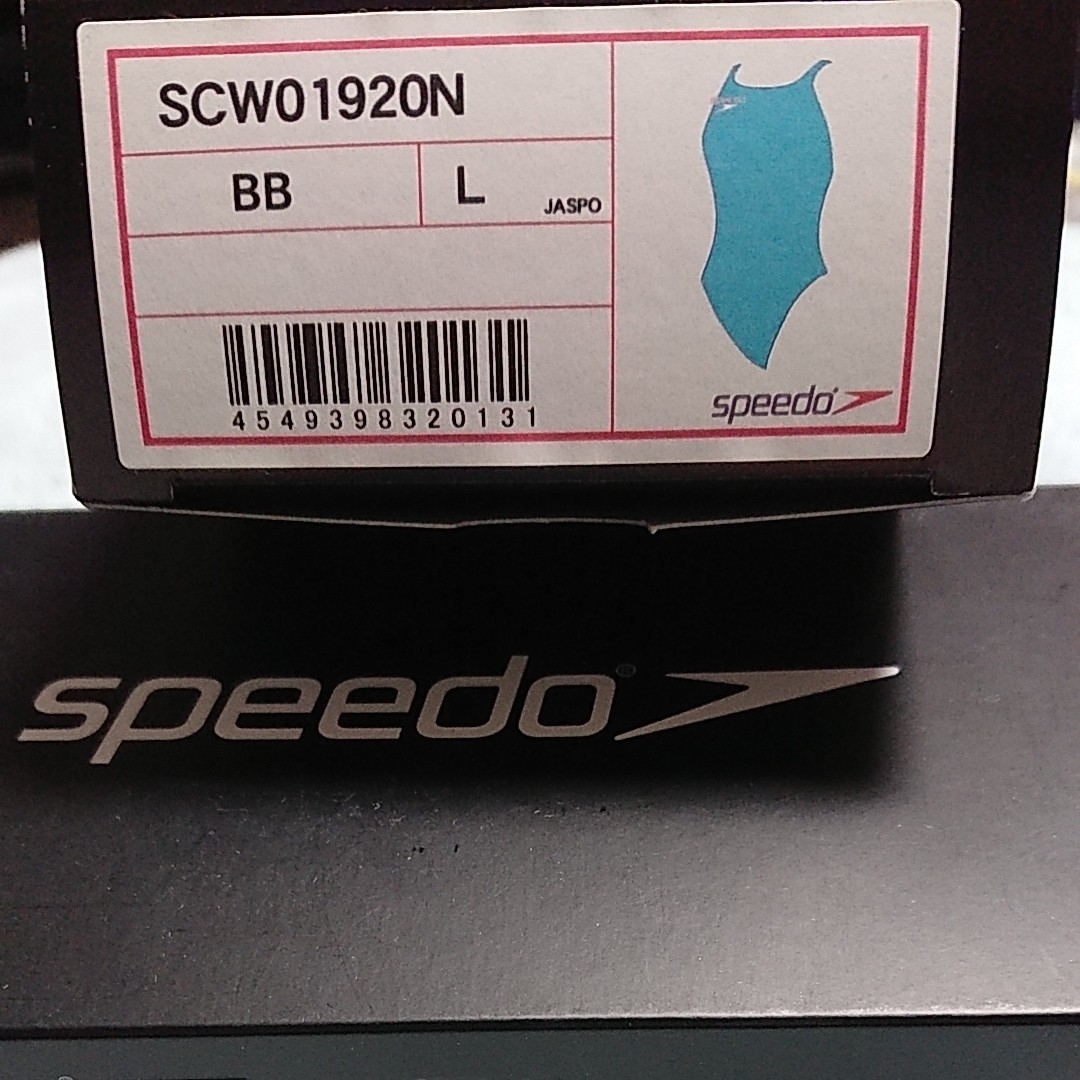 SCW01920N
BB
L
JASPO
4549398320131
speedo
speedo®